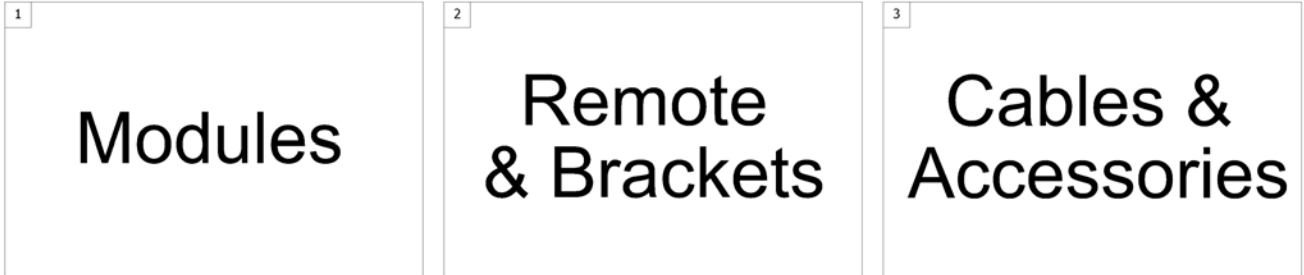 1
Modules
2
Remote
& Brackets
3
Cables &
Accessories